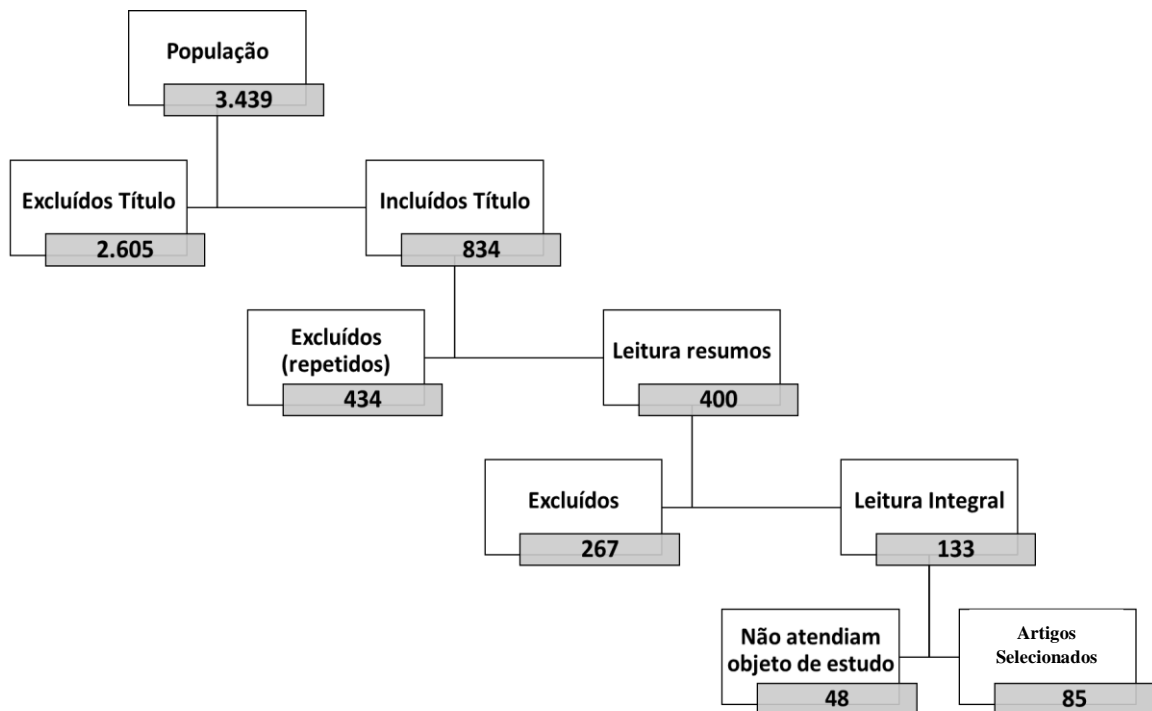 População
3.439
Excluídos Título
2.605
Incluídos Título
834
Excluídos
(repetidos)
434
Leitura resumos
400
Excluídos
267
Leitura Integral
133
Não atendiam
objeto de estudo
48
Artigos
Selecionados
85